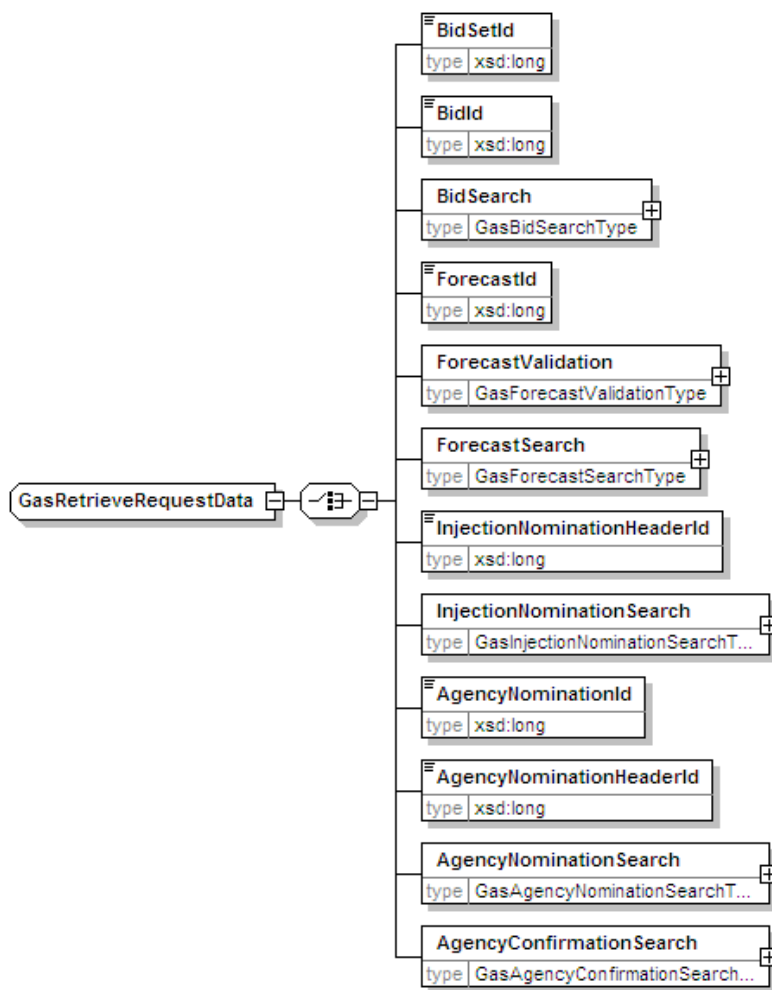 BidSetId
type xsd:long
BidId
type xsd:long
BidSearch
type GasBidSearchType
ForecastId
type xsd:long
ForecastValidation
type GasForecastValidationType
ForecastSearch
type GasForecastSearchType
GasRetrieveRequestData
InjectionNominationHeaderId
type xsd:long
InjectionNominationSearch
type GasInjectionNominationSearchT...
AgencyNominationId
type xsd:long
AgencyNominationHeaderId
type xsd:long
AgencyNominationSearch
type GasAgencyNominationSearchT...
AgencyConfirmationSearch
type GasAgencyConfirmationSearch...